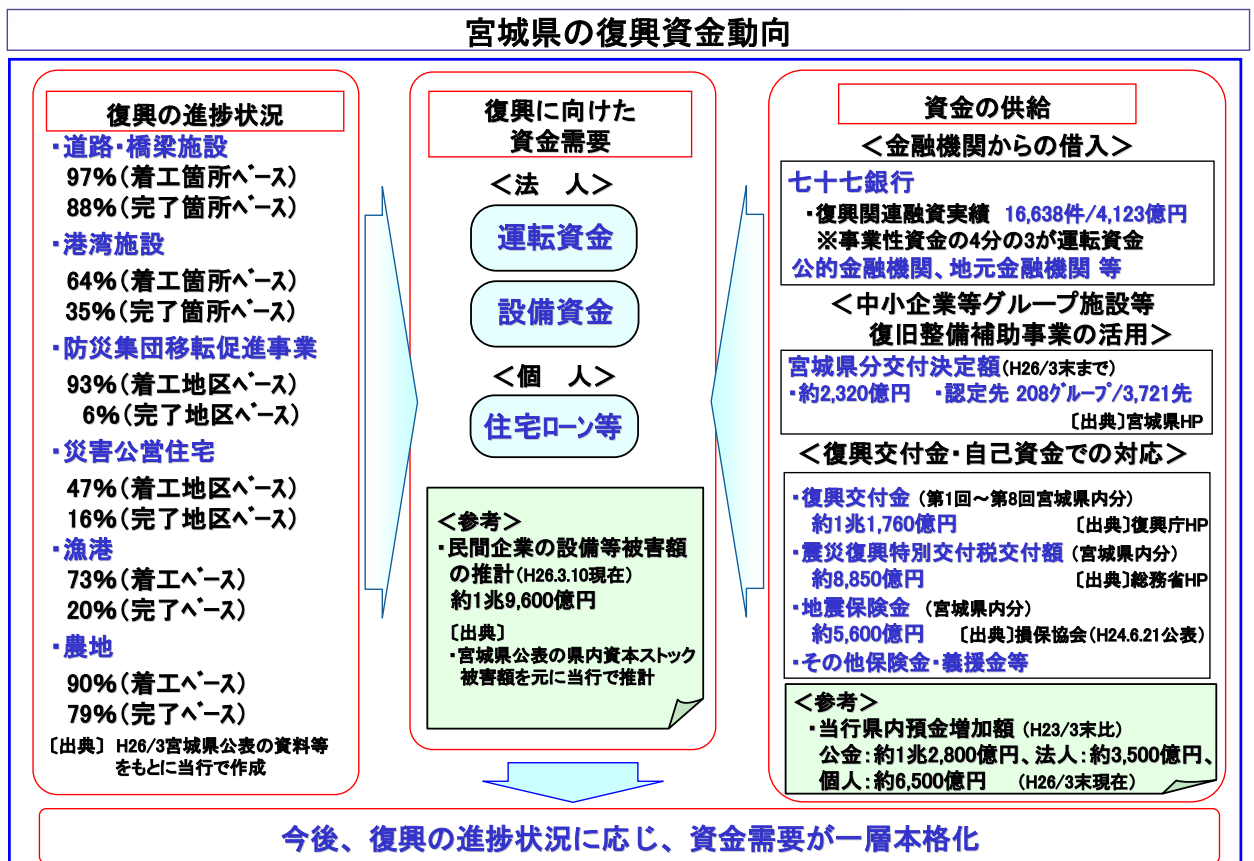 宮城県の復興資金動向
復興の進捗状況
・道路・橋梁施設
97%(着工箇所ベース)
88%(完了箇所ベース)
・港湾施設
64%(着工箇所ベース)
35%(完了箇所ベース)
・防災集団移転促進事業
93%(着工地区ベース)
6%(完了地区ベース)
・災害公営住宅
47%(着工地区ベース)
16%(完了地区ベース)
・漁港
73%(着工ベース)
20%(完了ベース)
・農地
90%(着工ベース)
79%(完了ベース)
〔出典〕 H26/3宮城県公表の資料等
をもとに当行で作成
復興に向けた
資金需要
<法 人>
運転資金
設備資金
<個 人>
住宅ローン等
<参考>
・民間企業の設備等被害額
の推計(H26.3.10現在)
約1兆9,600億円
〔出典〕
・宮城県公表の県内資本ストック
被害額を元に当行で推計
資金の供給
<金融機関からの借入>
七十七銀行
・復興関連融資実績 16,638件/4,123億円
※事業性資金の4分の3が運転資金
公的金融機関、地元金融機関 等
<中小企業等グループ施設等
復旧整備補助事業の活用>
宮城県分交付決定額(H26/3末まで)
・約2,320億円 ・認定先 208グループ/3,721先
〔出典〕宮城県HP
<復興交付金・自己資金での対応>
・復興交付金 (第1回~第8回宮城県内分)
約1兆1,760億円 〔出典〕復興庁HP
・震災復興特別交付税交付額 (宮城県内分)
約8,850億円 〔出典〕総務省HP
・地震保険金 (宮城県内分)
約5,600億円 〔出典〕損保協会(H24.6.21公表)
・その他保険金・義援金等
<参考>
・当行県内預金増加額 (H23/3末比)
公金:約1兆2,800億円、法人:約3,500億円、
個人:約6,500億円 (H26/3末現在)
今後、復興の進捗状況に応じ、資金需要が一層本格化